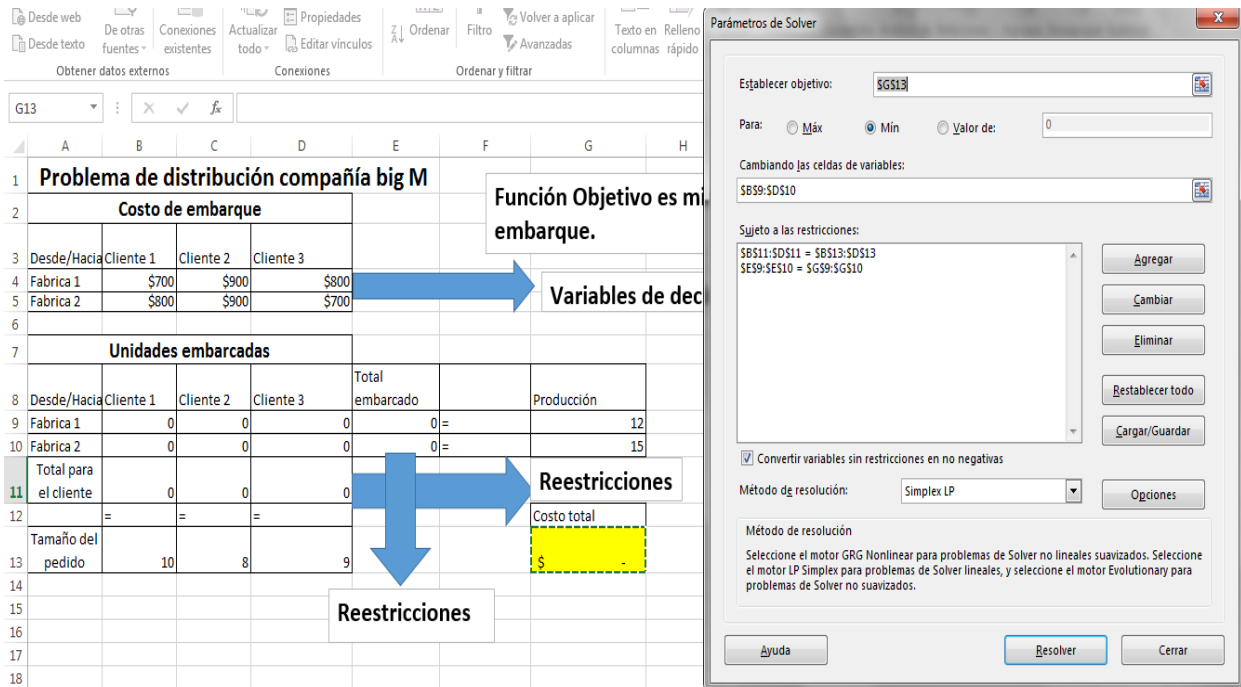 Desde web
De otras
fuentes
Conexiones
existentes
Actualizar
todo
Propiedades
Ordenar
Filtro
Volver a aplicar
Texto en
columnas
Relleno
rápido
Desde texto
Editar vínculos
Avanzadas
Obtener datos externos
Conexiones
Ordenar y filtrar
G13
fx
A B C D E F G H
1 Problema de distribución compañía big M
2 Costo de embarque
3 Desde/Hacia Cliente 1 Cliente 2 Cliente 3
4 Fabrica 1 $700 $900 $800
5 Fabrica 2 $800 $900 $700
6
7 Unidades embarcadas
8 Desde/Hacia Cliente 1 Cliente 2 Cliente 3 Total embarcado Producción
9 Fabrica 1 0 0 0 0 = 12
10 Fabrica 2 0 0 0 0 = 15
11 Total para el cliente 0 0 0
12 = = = Costo total
13 Tamaño del pedido 10 8 9 $ -
14
15
16
17
18
Función Objetivo es mi
embarque.
Variables de dec
Reestricciones
Reestricciones
Parámetros de Solver
Establecer objetivo: $G$13
Para: Máx Mín Valor de: 0
Cambiando las celdas de variables:
$B$9:$D$10
Sujeto a las restricciones:
$B$11:$D$11 = $B$13:$D$13
$E$9:$E$10 = $G$9:$G$10
Agregar
Cambiar
Eliminar
Restablecer todo
Cargar/Guardar
Convertir variables sin restricciones en no negativas
Método de resolución: Simplex LP
Opciones
Método de resolución
Seleccione el motor GRG Nonlinear para problemas de Solver no lineales suavizados. Seleccione
el motor LP Simplex para problemas de Solver lineales, y seleccione el motor Evolutionary para
problemas de Solver no suavizados.
Ayuda
Resolver
Cerrar